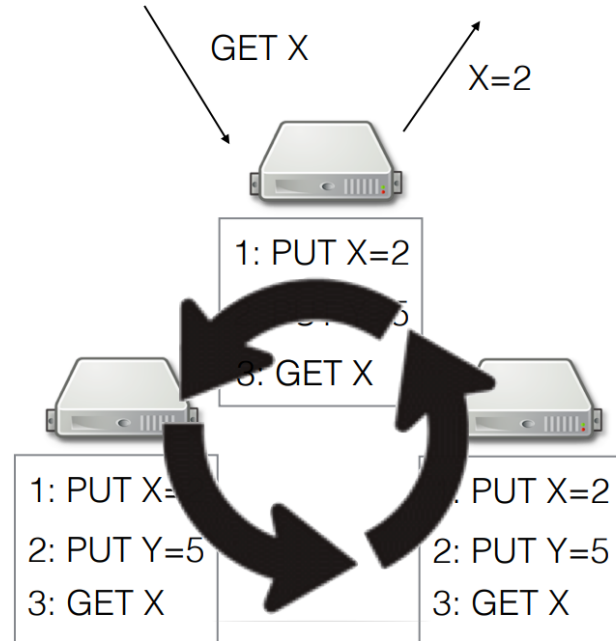 GET X
X=2
1: PUT X=2
5
3: GET X
1: PUT X=
2: PUT Y=5
3: GET X
PUT X=2
2: PUT Y=5
3: GET X